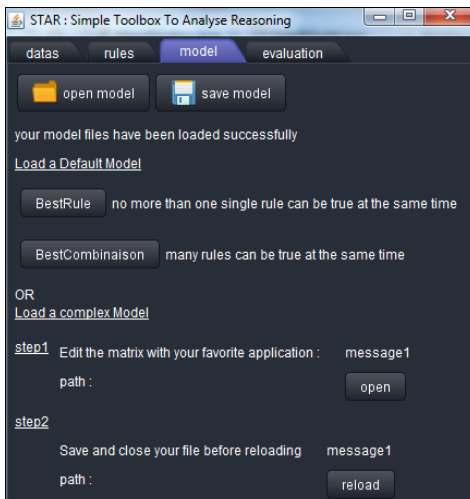 STAR : Simple Toolbox To Analyse Reasoning
datas rules model evaluation
open model save model
your model files have been loaded successfully
Load a Default Model
BestRule no more than one single rule can be true at the same time
BestCombinaison many rules can be true at the same time
OR
Load a complex Model
step1 Edit the matrix with your favorite application : message1
path : open
step2
Save and close your file before reloading message1
path : reload